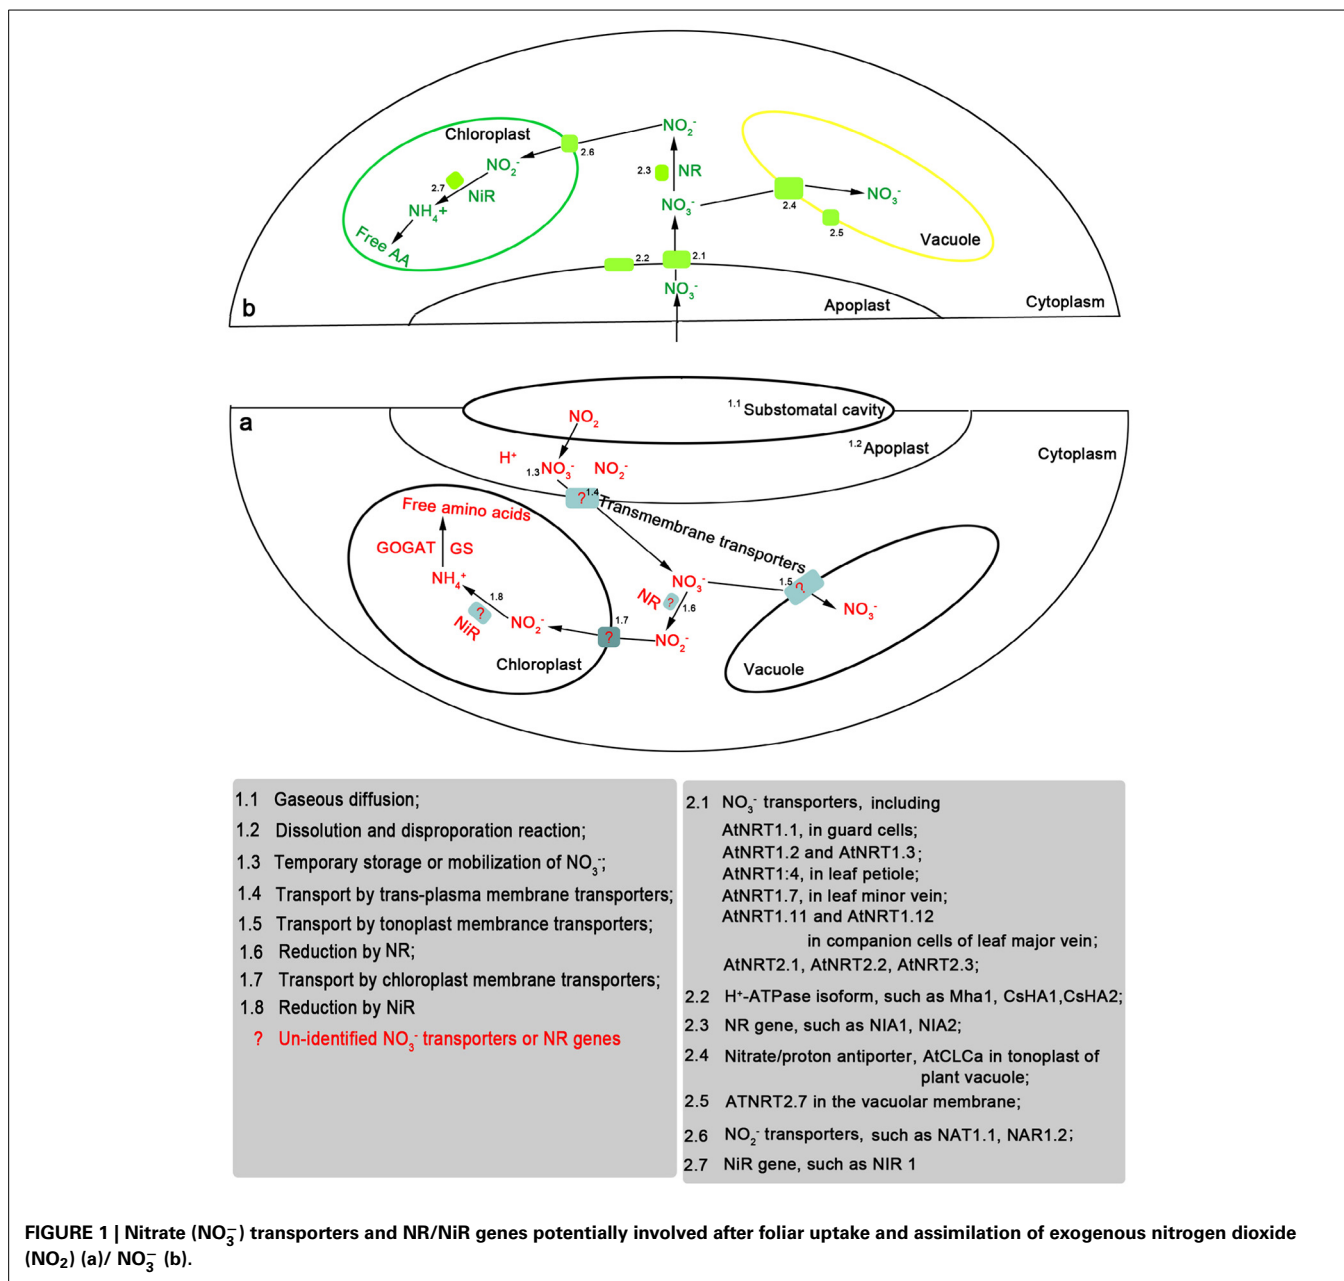 Chloroplast
NO₂⁻
2.6
NO₂⁻
2.7
NiR
NH₄+
Free AA
2.3
NR
NO₃⁻
2.4
NO₃⁻
2.5
Vacuole
2.2
2.1
NO₃⁻
Apoplast
Cytoplasm
b
a
1.1 Substomatal cavity
NO₂
1.2 Apoplast
Cytoplasm
H⁺
1.3 NO₃⁻ NO₂⁻
? 1.4
Transmembrane transporters
Free amino acids
GOGAT GS
NH₄⁺
1.8
?
NiR
NO₂⁻
1.7
?
Chloroplast
NO₃⁻
NR ?
1.6
NO₂⁻
1.5
?
NO₃⁻
Vacuole
1.1 Gaseous diffusion;
1.2 Dissolution and disproporation reaction;
1.3 Temporary storage or mobilization of NO₃⁻;
1.4 Transport by trans-plasma membrane transporters;
1.5 Transport by tonoplast membrance transporters;
1.6 Reduction by NR;
1.7 Transport by chloroplast membrane transporters;
1.8 Reduction by NiR
? Un-identified NO₃⁻ transporters or NR genes
2.1 NO₃⁻ transporters, including
AtNRT1.1, in guard cells;
AtNRT1.2 and AtNRT1.3;
AtNRT1:4, in leaf petiole;
AtNRT1.7, in leaf minor vein;
AtNRT1.11 and AtNRT1.12
in companion cells of leaf major vein;
AtNRT2.1, AtNRT2.2, AtNRT2.3;
2.2 H⁺-ATPase isoform, such as Mha1, CsHA1,CsHA2;
2.3 NR gene, such as NIA1, NIA2;
2.4 Nitrate/proton antiporter, AtCLCa in tonoplast of
plant vacuole;
2.5 ATNRT2.7 in the vacuolar membrane;
2.6 NO₂⁻ transporters, such as NAT1.1, NAR1.2;
2.7 NiR gene, such as NIR 1
FIGURE 1 | Nitrate (NO₃⁻) transporters and NR/NiR genes potentially involved after foliar uptake and assimilation of exogenous nitrogen dioxide
(NO₂) (a)/ NO₃⁻ (b).